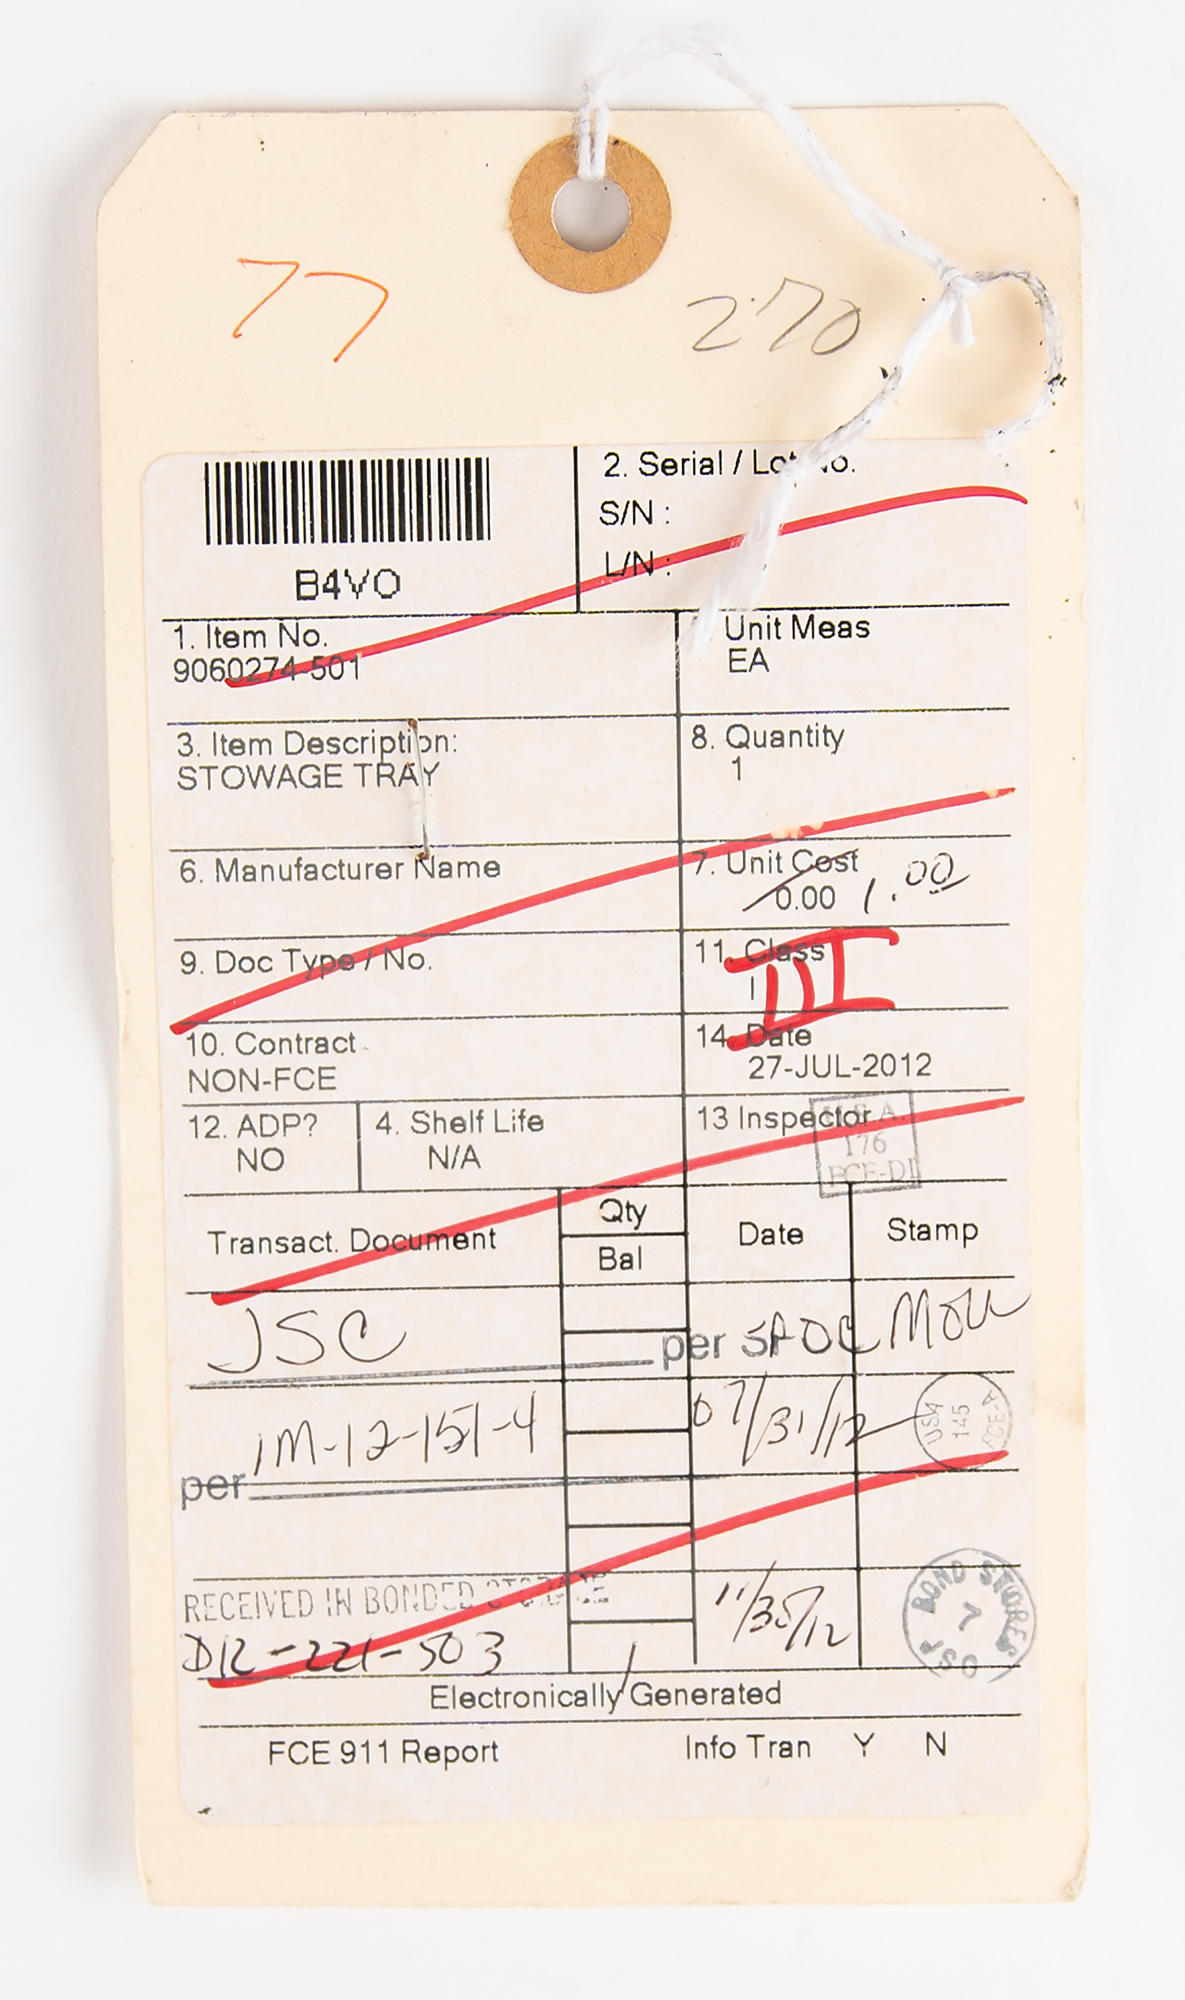 77
270
B4VO
2. Serial / Lot No.
S/N :
L/N :
1. Item No.
9060274-501
Unit Meas
EA
3. Item Description:
STOWAGE TRAY
8. Quantity
1
6. Manufacturer Name
7. Unit Cost
0.00 1.00
9. Doc Type / No.
11. Class
I III
10. Contract
NON-FCE
14. Date
27-JUL-2012
12. ADP?
NO
4. Shelf Life
N/A
13 Inspector
176
FCE-DI
Transact. Document
Qty
Bal
Date
Stamp
JSC per SPOC MOU
per 1M-12-151-4
07/31/12
USA
145
FCE-A
RECEIVED IN BONDED STORAGE
D12-221-503
1
BOND STORES
7
Electronically Generated
FCE 911 Report
Info Tran Y N